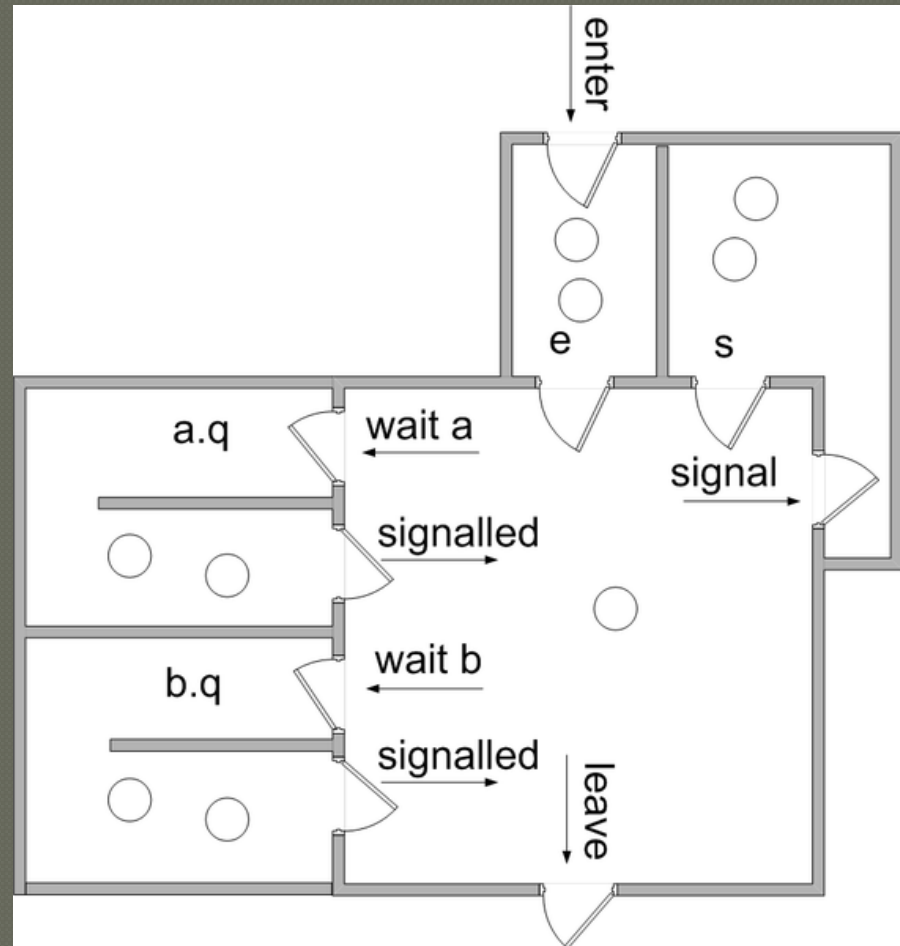 enter
e
s
a.q
wait a
signal
signalled
b.q
wait b
signalled
leave